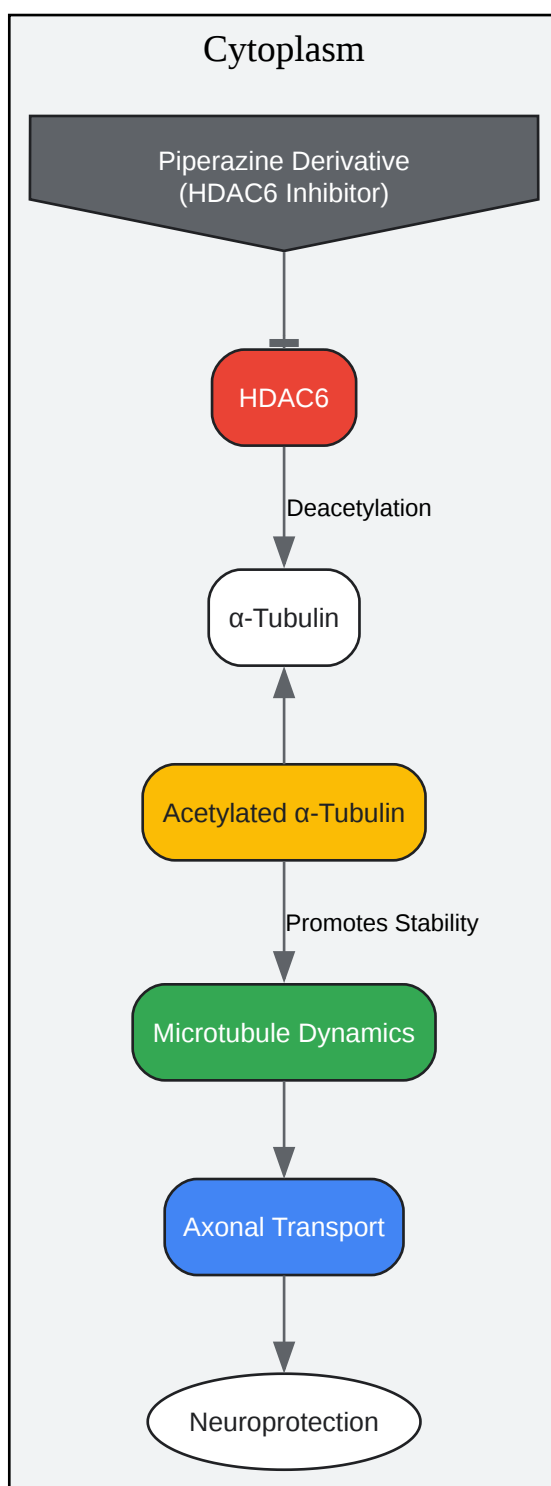 Cytoplasm
Piperazine Derivative
(HDAC6 Inhibitor)
HDAC6
Deacetylation
α-Tubulin
Acetylated α-Tubulin
Promotes Stability
Microtubule Dynamics
Axonal Transport
Neuroprotection